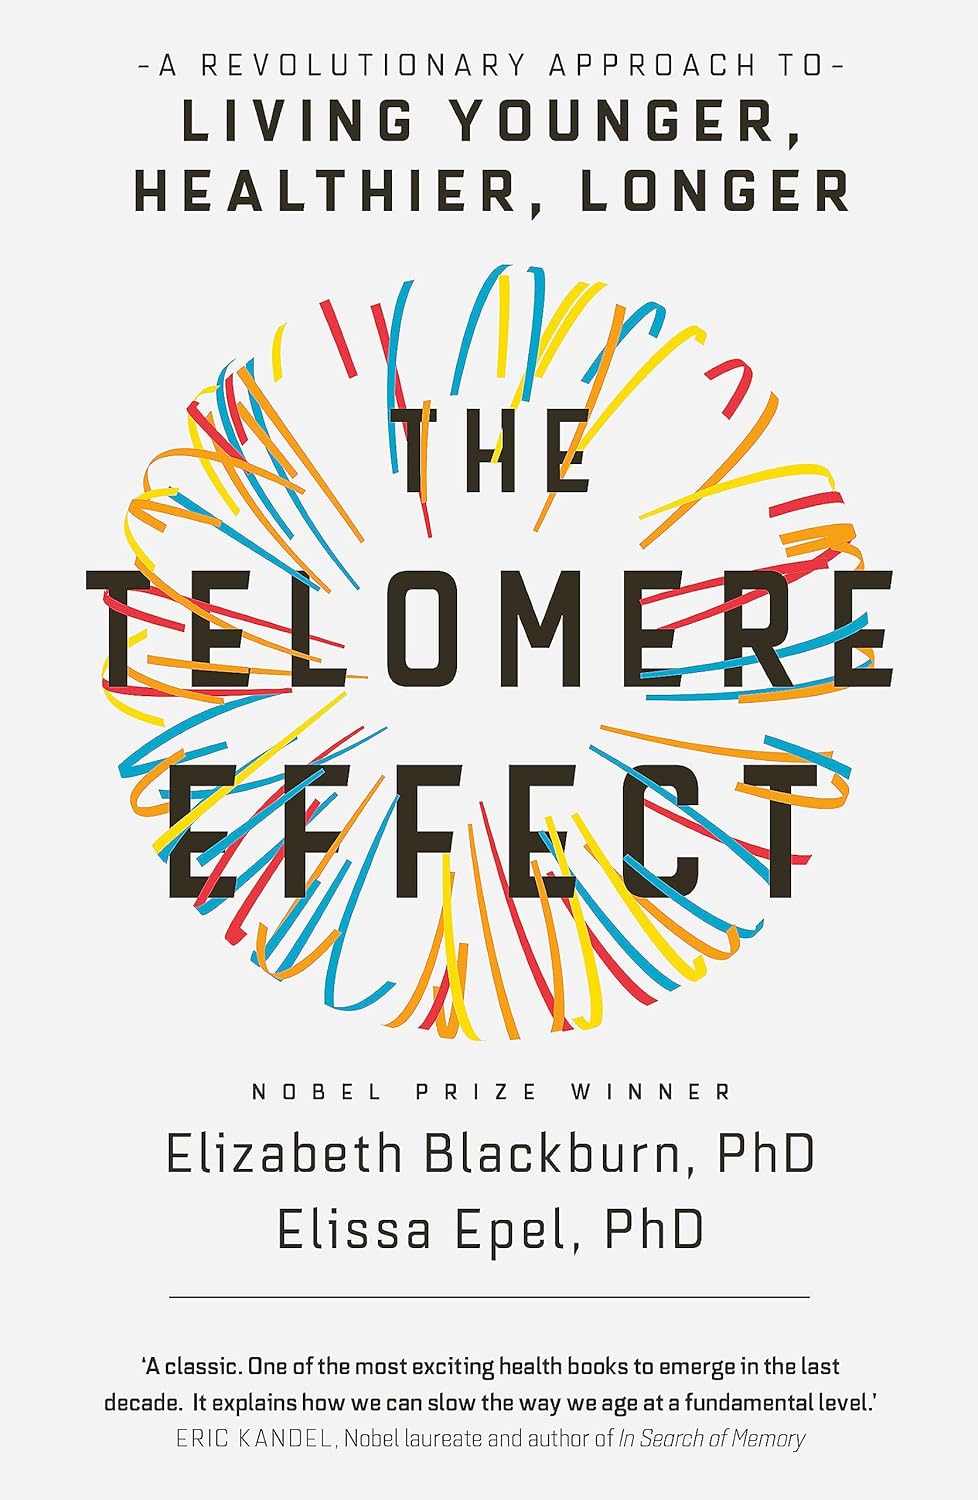 -A REVOLUTIONARY APPROACH TO-
LIVING YOUNGER,
HEALTHIER, LONGER
THE
TELOMERE
EFFECT
NOBEL PRIZE WINNER
Elizabeth Blackburn, PhD
Elissa Epel, PhD
‘A classic. One of the most exciting health books to emerge in the last
decade. It explains how we can slow the way we age at a fundamental level.’
ERIC KANDEL, Nobel laureate and author of In Search of Memory